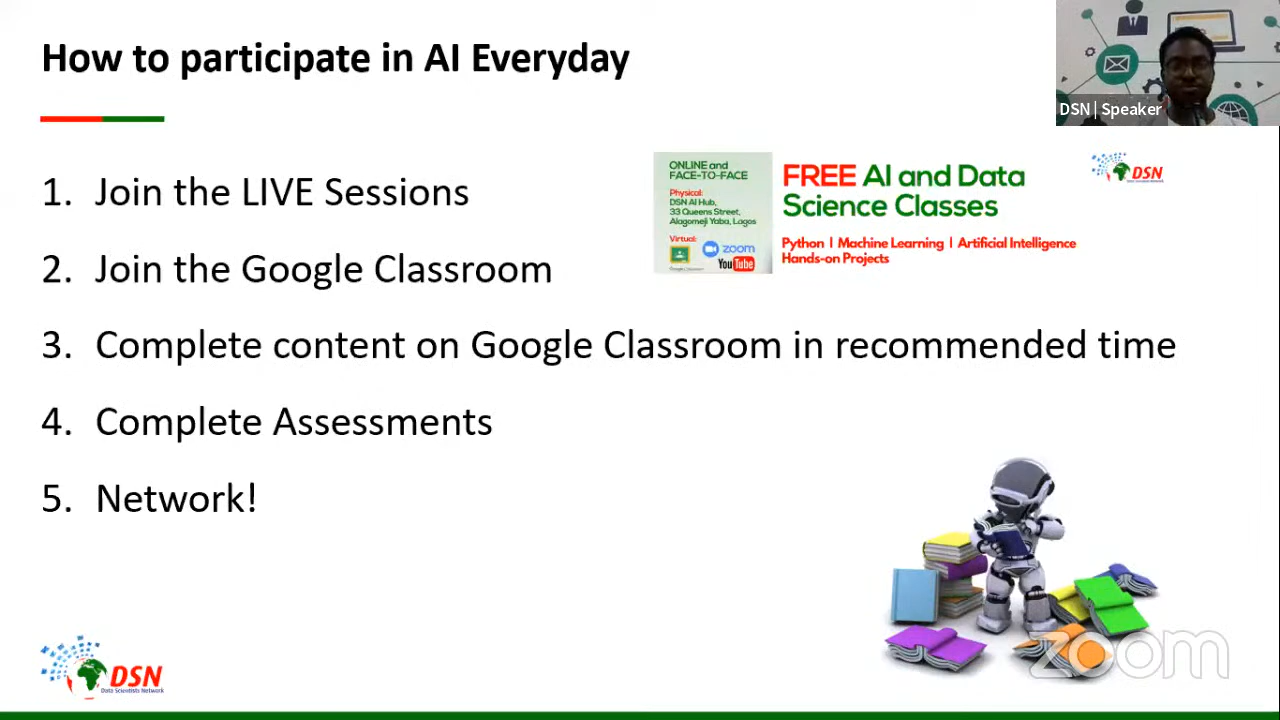 How to participate in AI Everyday
DSN | Speaker
ONLINE and
FACE-TO-FACE
Physical:
DSN AI Hub,
33 Queens Street,
Alagomeji Yaba, Lagos
Virtual:
zoom
YouTube
Google Classroom
FREE AI and Data
Science Classes
Python | Machine Learning | Artificial Intelligence
Hands-on Projects
DSN
1. Join the LIVE Sessions
2. Join the Google Classroom
3. Complete content on Google Classroom in recommended time
4. Complete Assessments
5. Network!
DSN
Data Scientists Network
zoom